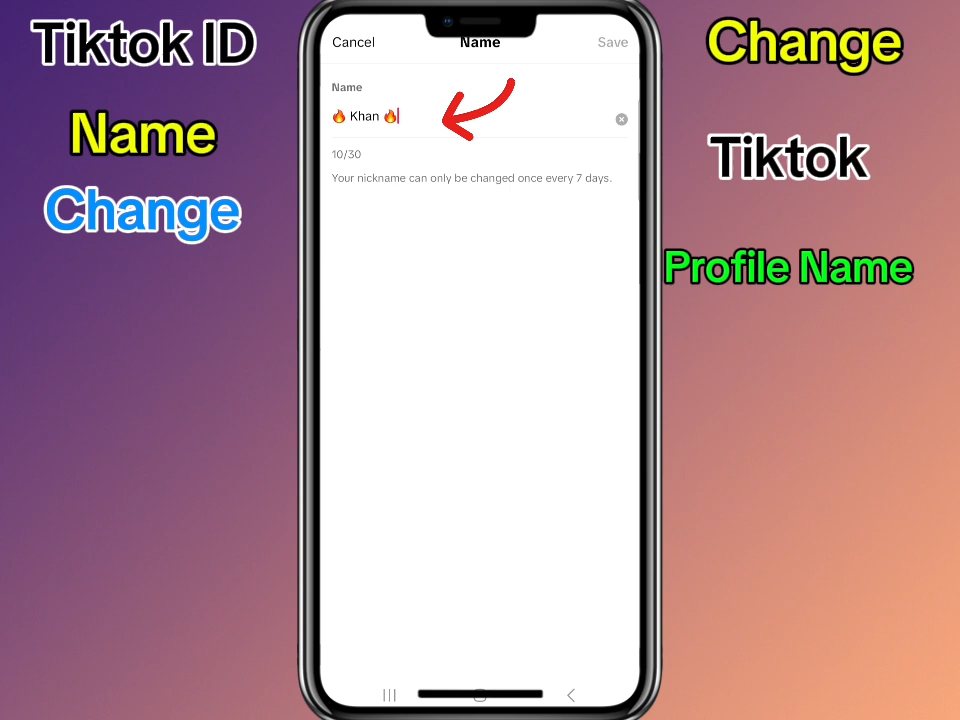 Tiktok ID
Name
Change
Cancel
Name
Save
Name
🔥 Khan 🔥
10/30
Your nickname can only be changed once every 7 days.
Change
Tiktok
Profile Name